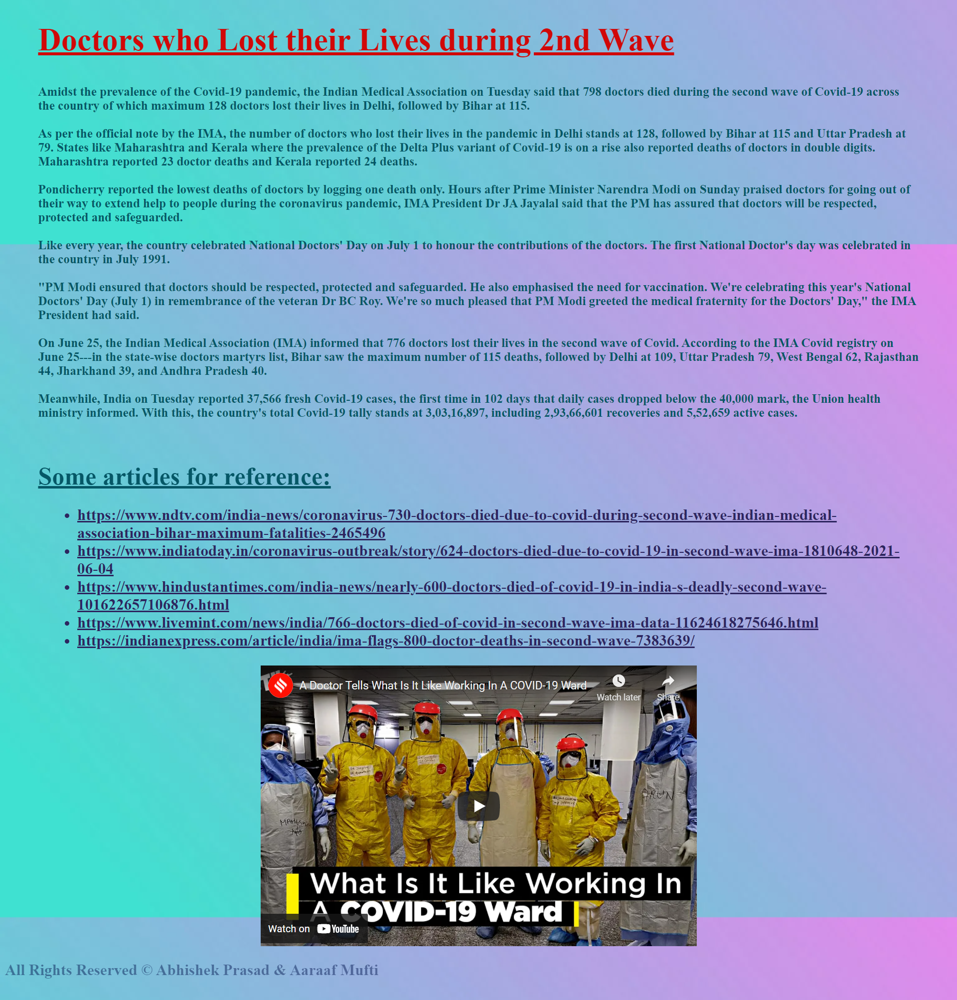 Doctors who Lost their Lives during 2nd Wave
Amidst the prevalence of the Covid-19 pandemic, the Indian Medical Association on Tuesday said that 798 doctors died during the second wave of Covid-19 across
the country of which maximum 128 doctors lost their lives in Delhi, followed by Bihar at 115.
As per the official note by the IMA, the number of doctors who lost their lives in the pandemic in Delhi stands at 128, followed by Bihar at 115 and Uttar Pradesh at
79. States like Maharashtra and Kerala where the prevalence of the Delta Plus variant of Covid-19 is on a rise also reported deaths of doctors in double digits.
Maharashtra reported 23 doctor deaths and Kerala reported 24 deaths.
Pondicherry reported the lowest deaths of doctors by logging one death only. Hours after Prime Minister Narendra Modi on Sunday praised doctors for going out of
their way to extend help to people during the coronavirus pandemic, IMA President Dr JA Jayalal said that the PM has assured that doctors will be respected,
protected and safeguarded.
Like every year, the country celebrated National Doctors' Day on July 1 to honour the contributions of the doctors. The first National Doctor's day was celebrated in
the country in July 1991.
"PM Modi ensured that doctors should be respected, protected and safeguarded. He also emphasised the need for vaccination. We're celebrating this year's National
Doctors' Day (July 1) in remembrance of the veteran Dr BC Roy. We're so much pleased that PM Modi greeted the medical fraternity for the Doctors' Day," the IMA
President had said.
On June 25, the Indian Medical Association (IMA) informed that 776 doctors lost their lives in the second wave of Covid. According to the IMA Covid registry on
June 25---in the state-wise doctors martyrs list, Bihar saw the maximum number of 115 deaths, followed by Delhi at 109, Uttar Pradesh 79, West Bengal 62, Rajasthan
44, Jharkhand 39, and Andhra Pradesh 40.
Meanwhile, India on Tuesday reported 37,566 fresh Covid-19 cases, the first time in 102 days that daily cases dropped below the 40,000 mark, the Union health
ministry informed. With this, the country's total Covid-19 tally stands at 3,03,16,897, including 2,93,66,601 recoveries and 5,52,659 active cases.
Some articles for reference:
• https://www.ndtv.com/india-news/coronavirus-730-doctors-died-due-to-covid-during-second-wave-indian-medical-
association-bihar-maximum-fatalities-2465496
• https://www.indiatoday.in/coronavirus-outbreak/story/624-doctors-died-due-to-covid-19-in-second-wave-ima-1810648-2021-
06-04
• https://www.hindustantimes.com/india-news/nearly-600-doctors-died-of-covid-19-in-india-s-deadly-second-wave-
101622657106876.html
• https://www.livemint.com/news/india/766-doctors-died-of-covid-in-second-wave-ima-data-11624618275646.html
• https://indianexpress.com/article/india/ima-flags-800-doctor-deaths-in-second-wave-7383639/
A Doctor Tells What Is It Like Working In A COVID-19 Ward
Watch later
Share
ARUN
What Is It Like Working In
A COVID-19 Ward
Watch on YouTube
All Rights Reserved © Abhishek Prasad & Aaraaf Mufti